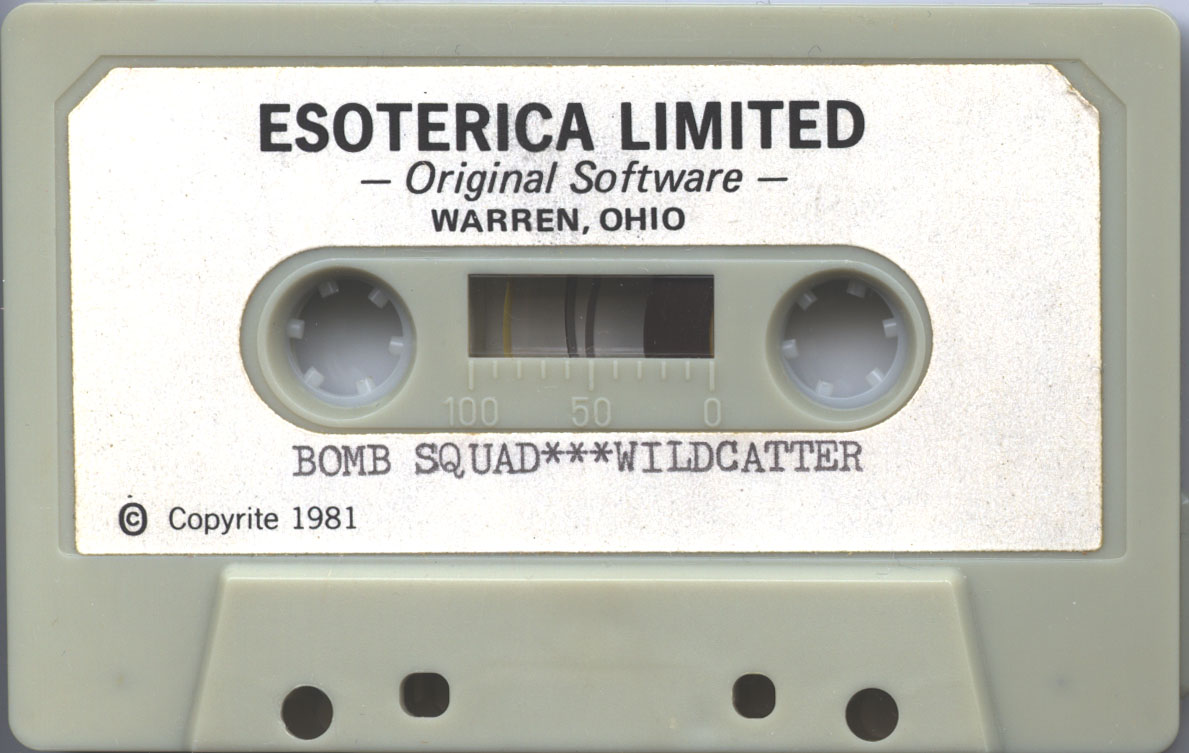 ESOTERICA LIMITED
— Original Software —
WARREN, OHIO
100 50 0
BOMB SQUAD***WILDCATTER
© Copyrite 1981